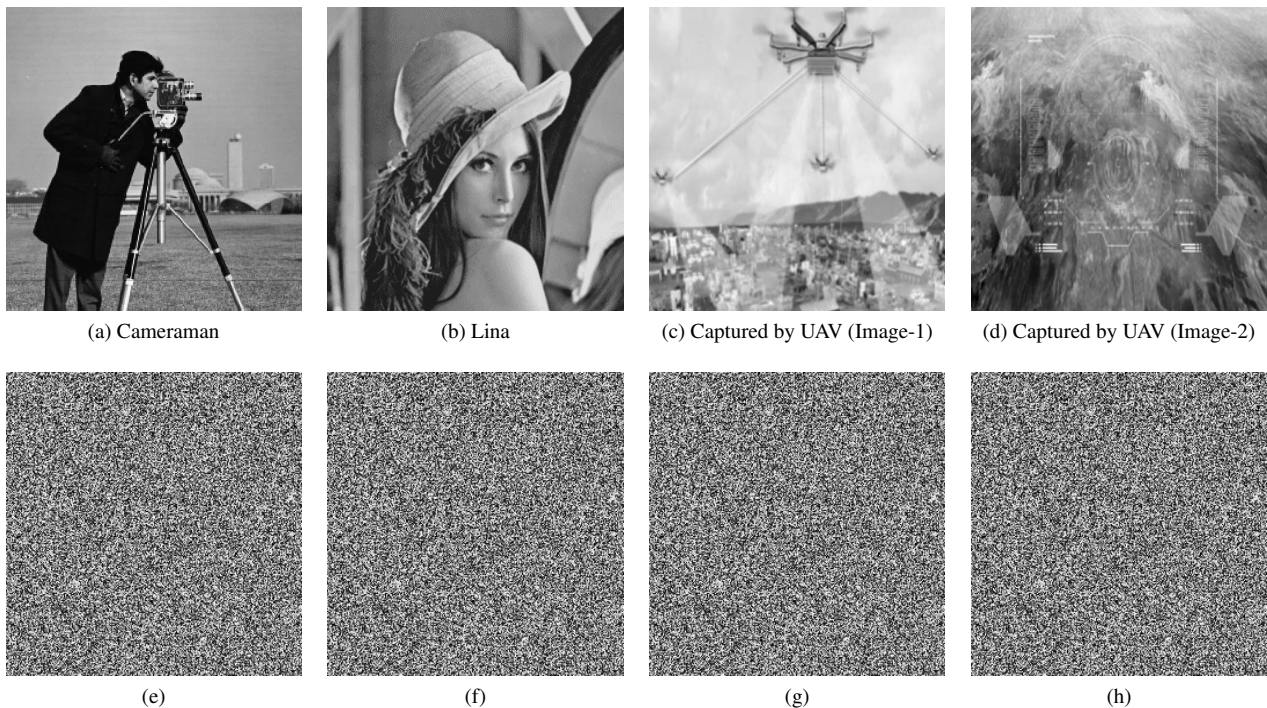 (a) Cameraman
(b) Lina
(c) Captured by UAV (Image-1)
(d) Captured by UAV (Image-2)
(e)
(f)
(g)
(h)